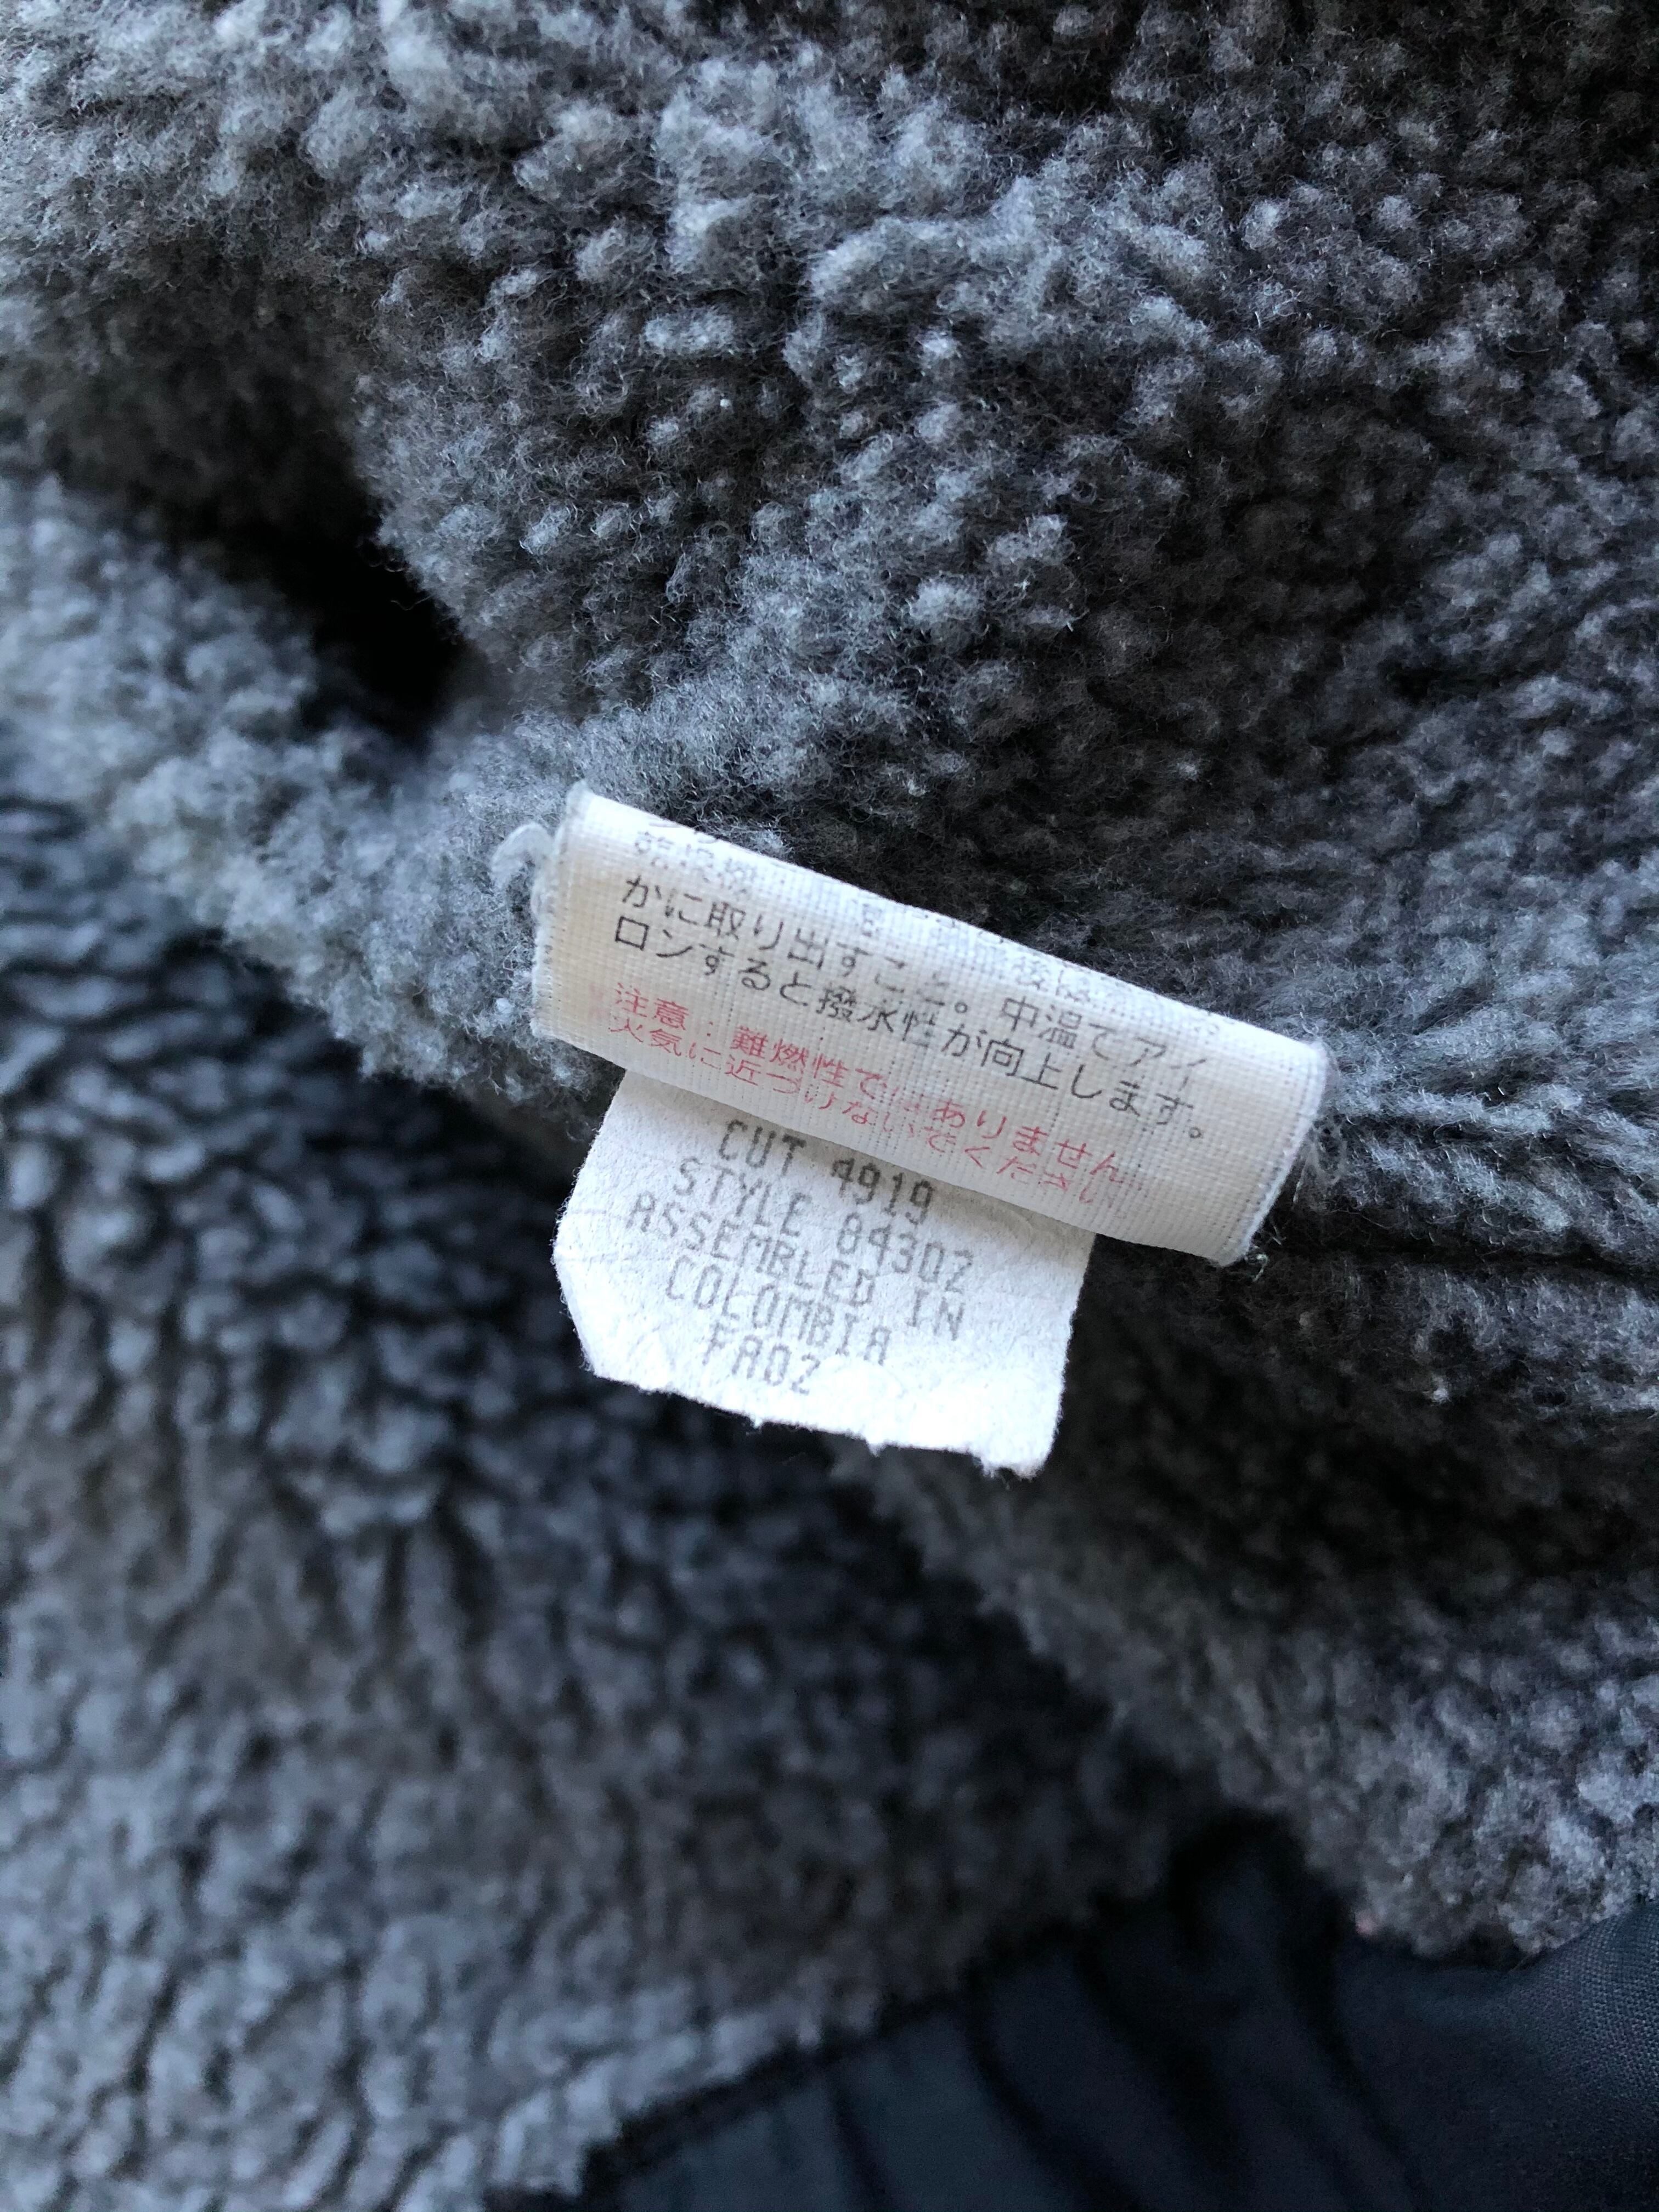 かに取り出すこと。中温でアイ
ロンすると撥水性が向上します。
注意：難燃性ではありません
火気に近づけないでください
CUT 4919
STYLE 84302
ASSEMBLED IN
COLOMBIA
FA02